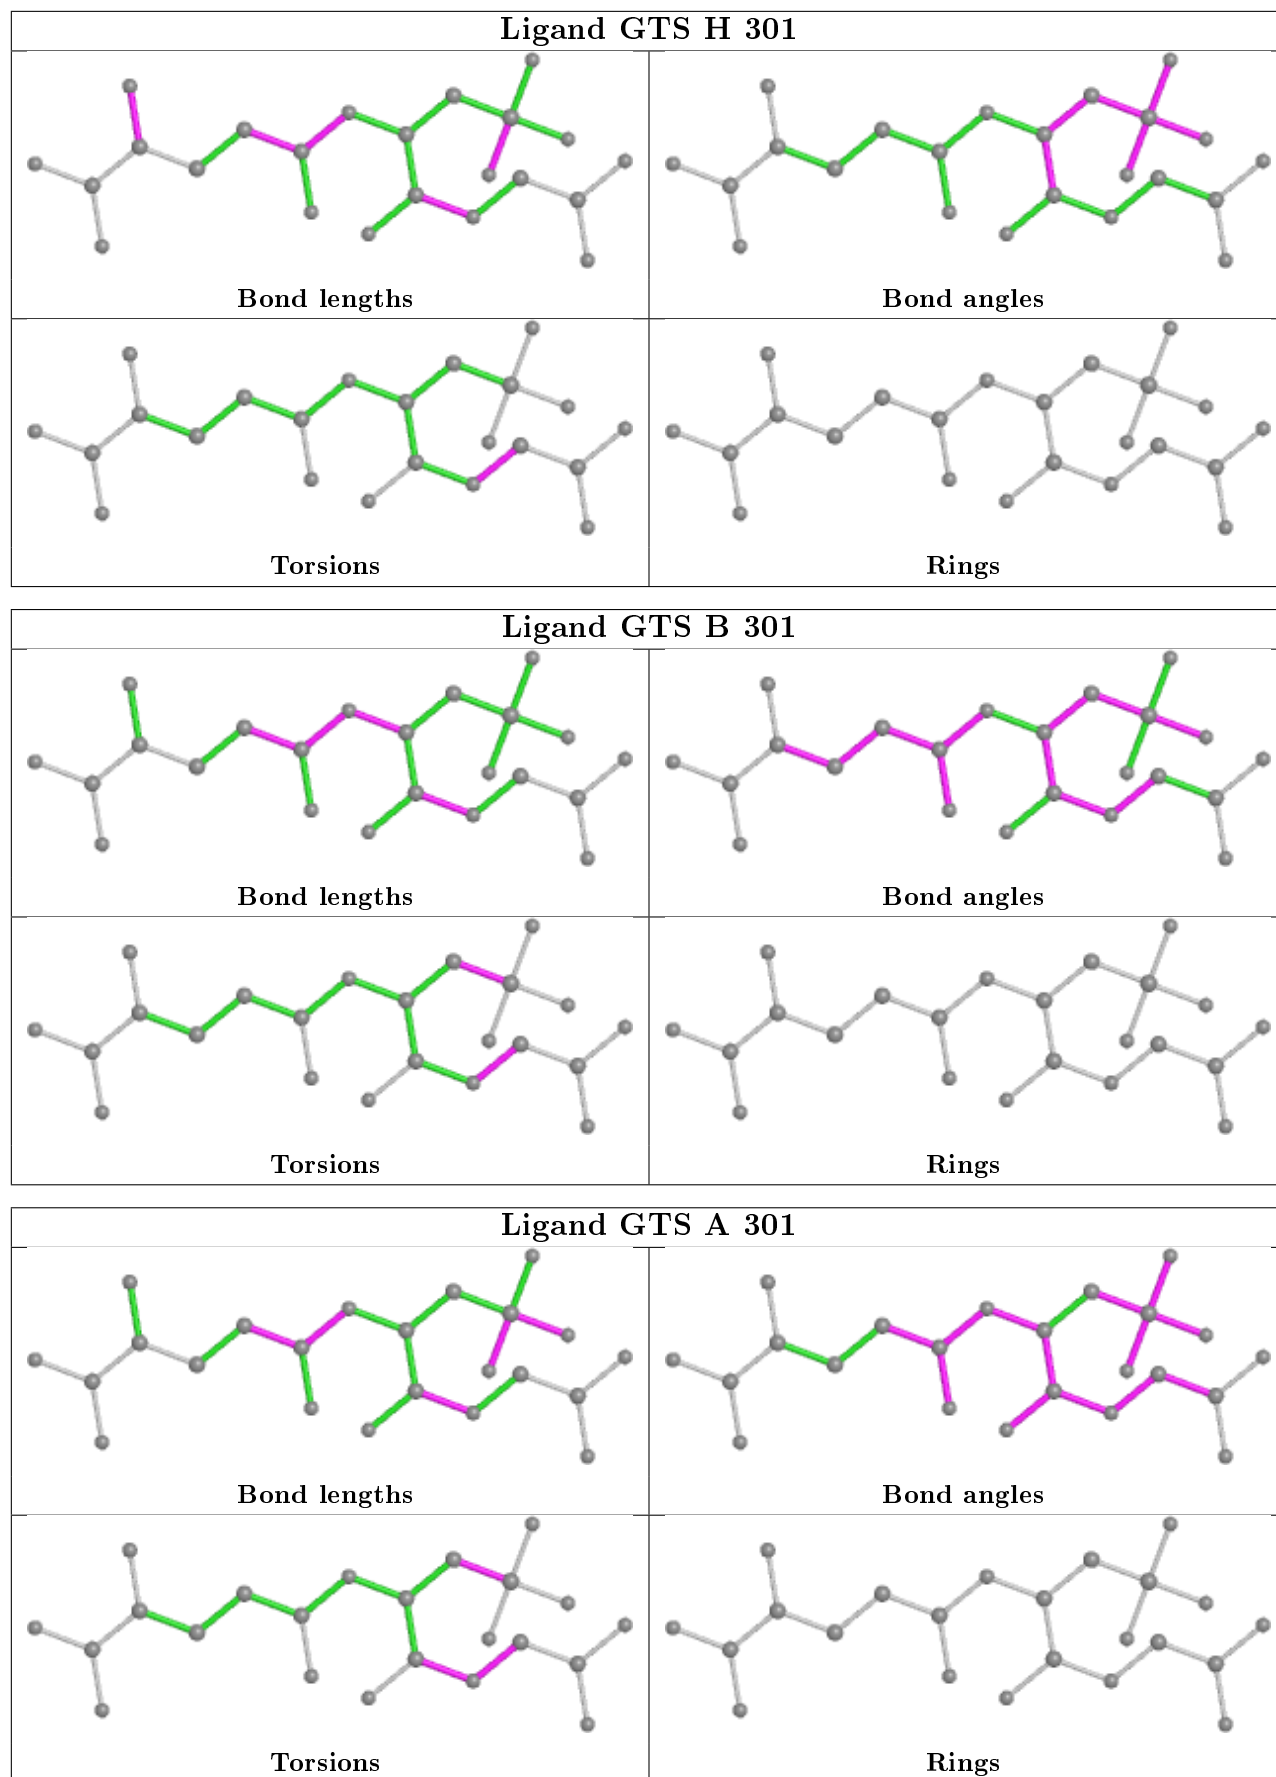 Ligand GTS H 301
Bond lengths
Bond angles
Torsions
Rings
Ligand GTS B 301
Bond lengths
Bond angles
Torsions
Rings
Ligand GTS A 301
Bond lengths
Bond angles
Torsions
Rings